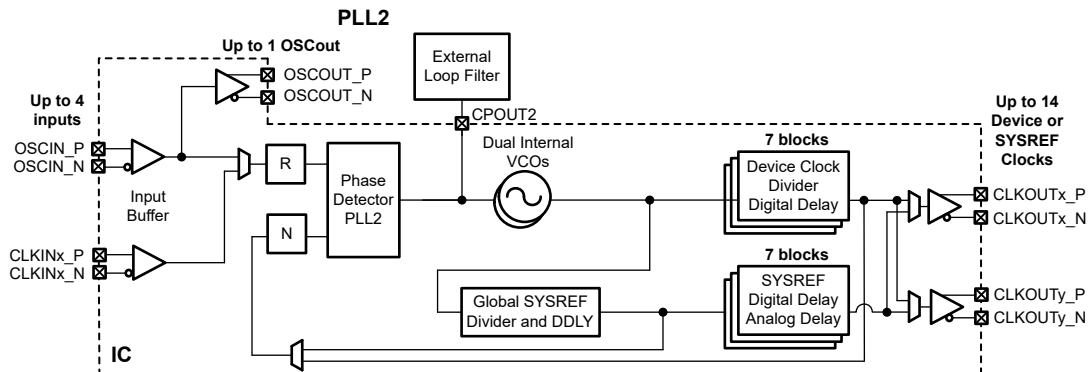 PLL2
Up to 1 OSCout
OSCOUT_P
OSCOUT_N
External
Loop Filter
CPOUT2
Up to 4
inputs
OSCIN_P
OSCIN_N
Input
Buffer
CLKINx_P
CLKINx_N
R
N
Phase
Detector
PLL2
Dual Internal
VCOs
7 blocks
Device Clock
Divider
Digital Delay
Up to 14
Device or
SYSREF
Clocks
CLKOUTx_P
CLKOUTx_N
Global SYSREF
Divider and DDLY
7 blocks
SYSREF
Digital Delay
Analog Delay
CLKOUTy_P
CLKOUTy_N
IC